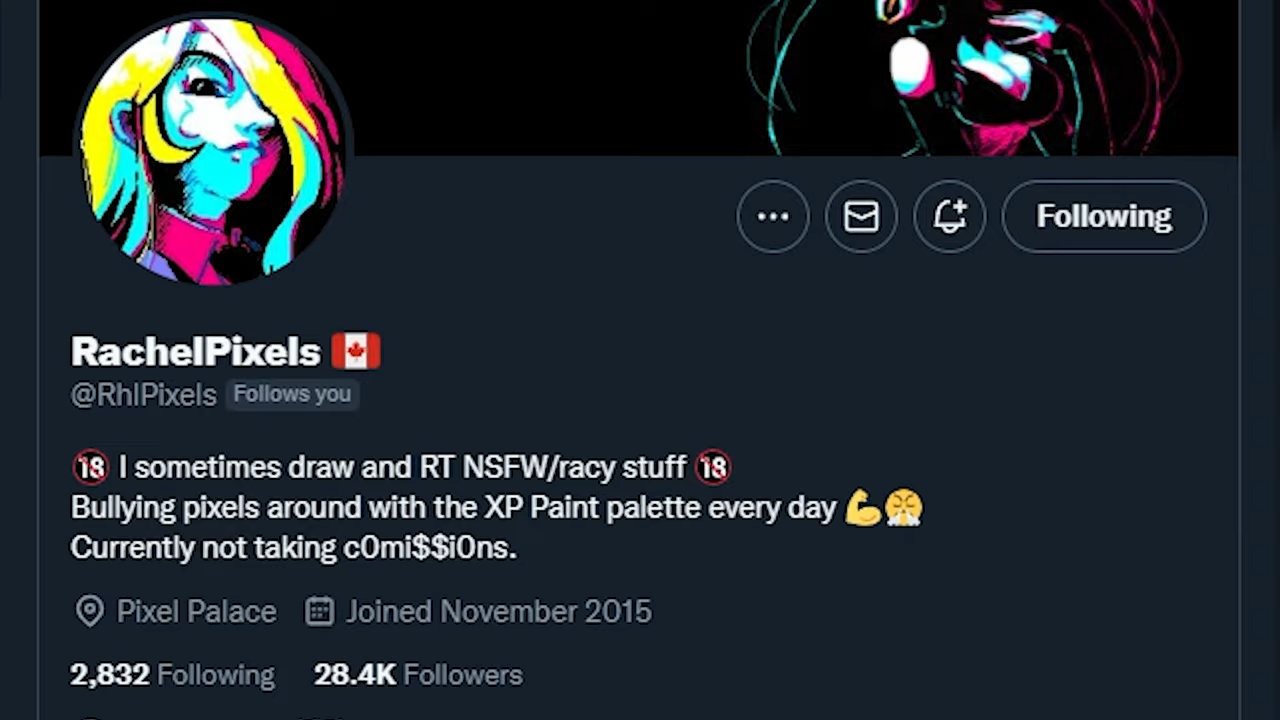 Following
RachelPixels 🇨🇦
@RhlPixels Follows you
🔞 I sometimes draw and RT NSFW/racy stuff 🔞
Bullying pixels around with the XP Paint palette every day 💪😤
Currently not taking c0mi$$i0ns.
Pixel Palace Joined November 2015
2,832 Following 28.4K Followers